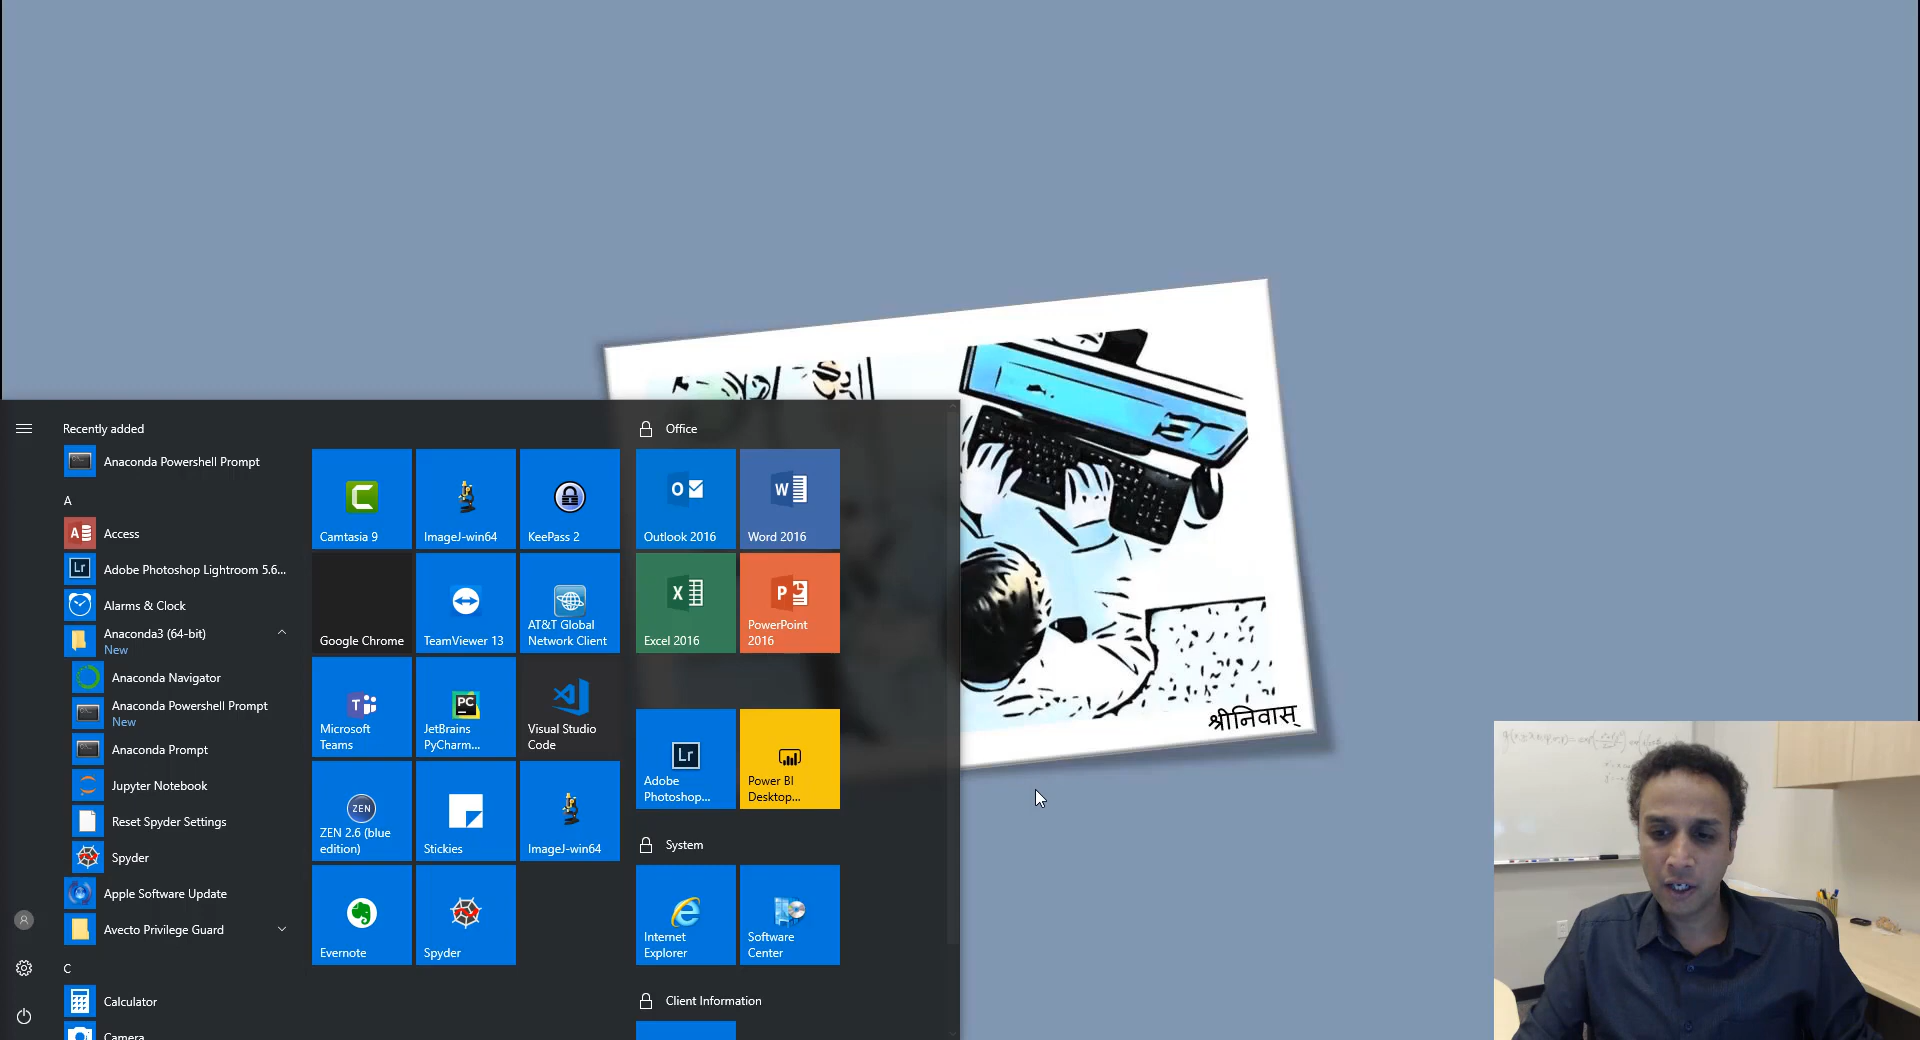 Recently added
Anaconda Powershell Prompt
A
Access
Adobe Photoshop Lightroom 5.6...
Alarms & Clock
Anaconda3 (64-bit)
New
Anaconda Navigator
Anaconda Powershell Prompt
New
Anaconda Prompt
Jupyter Notebook
Reset Spyder Settings
Spyder
Apple Software Update
Avecto Privilege Guard
C
Calculator
Camera
Camtasia 9
ImageJ-win64
KeePass 2
Google Chrome
TeamViewer 13
AT&T Global
Network Client
Microsoft
Teams
JetBrains
PyCharm...
Visual Studio
Code
ZEN
ZEN 2.6 (blue
edition)
Stickies
ImageJ-win64
Evernote
Spyder
Office
Outlook 2016
Word 2016
Excel 2016
PowerPoint
2016
Lr
Adobe
Photoshop...
Power BI
Desktop...
System
Internet
Explorer
Software
Center
Client Information
श्रीनिवास्